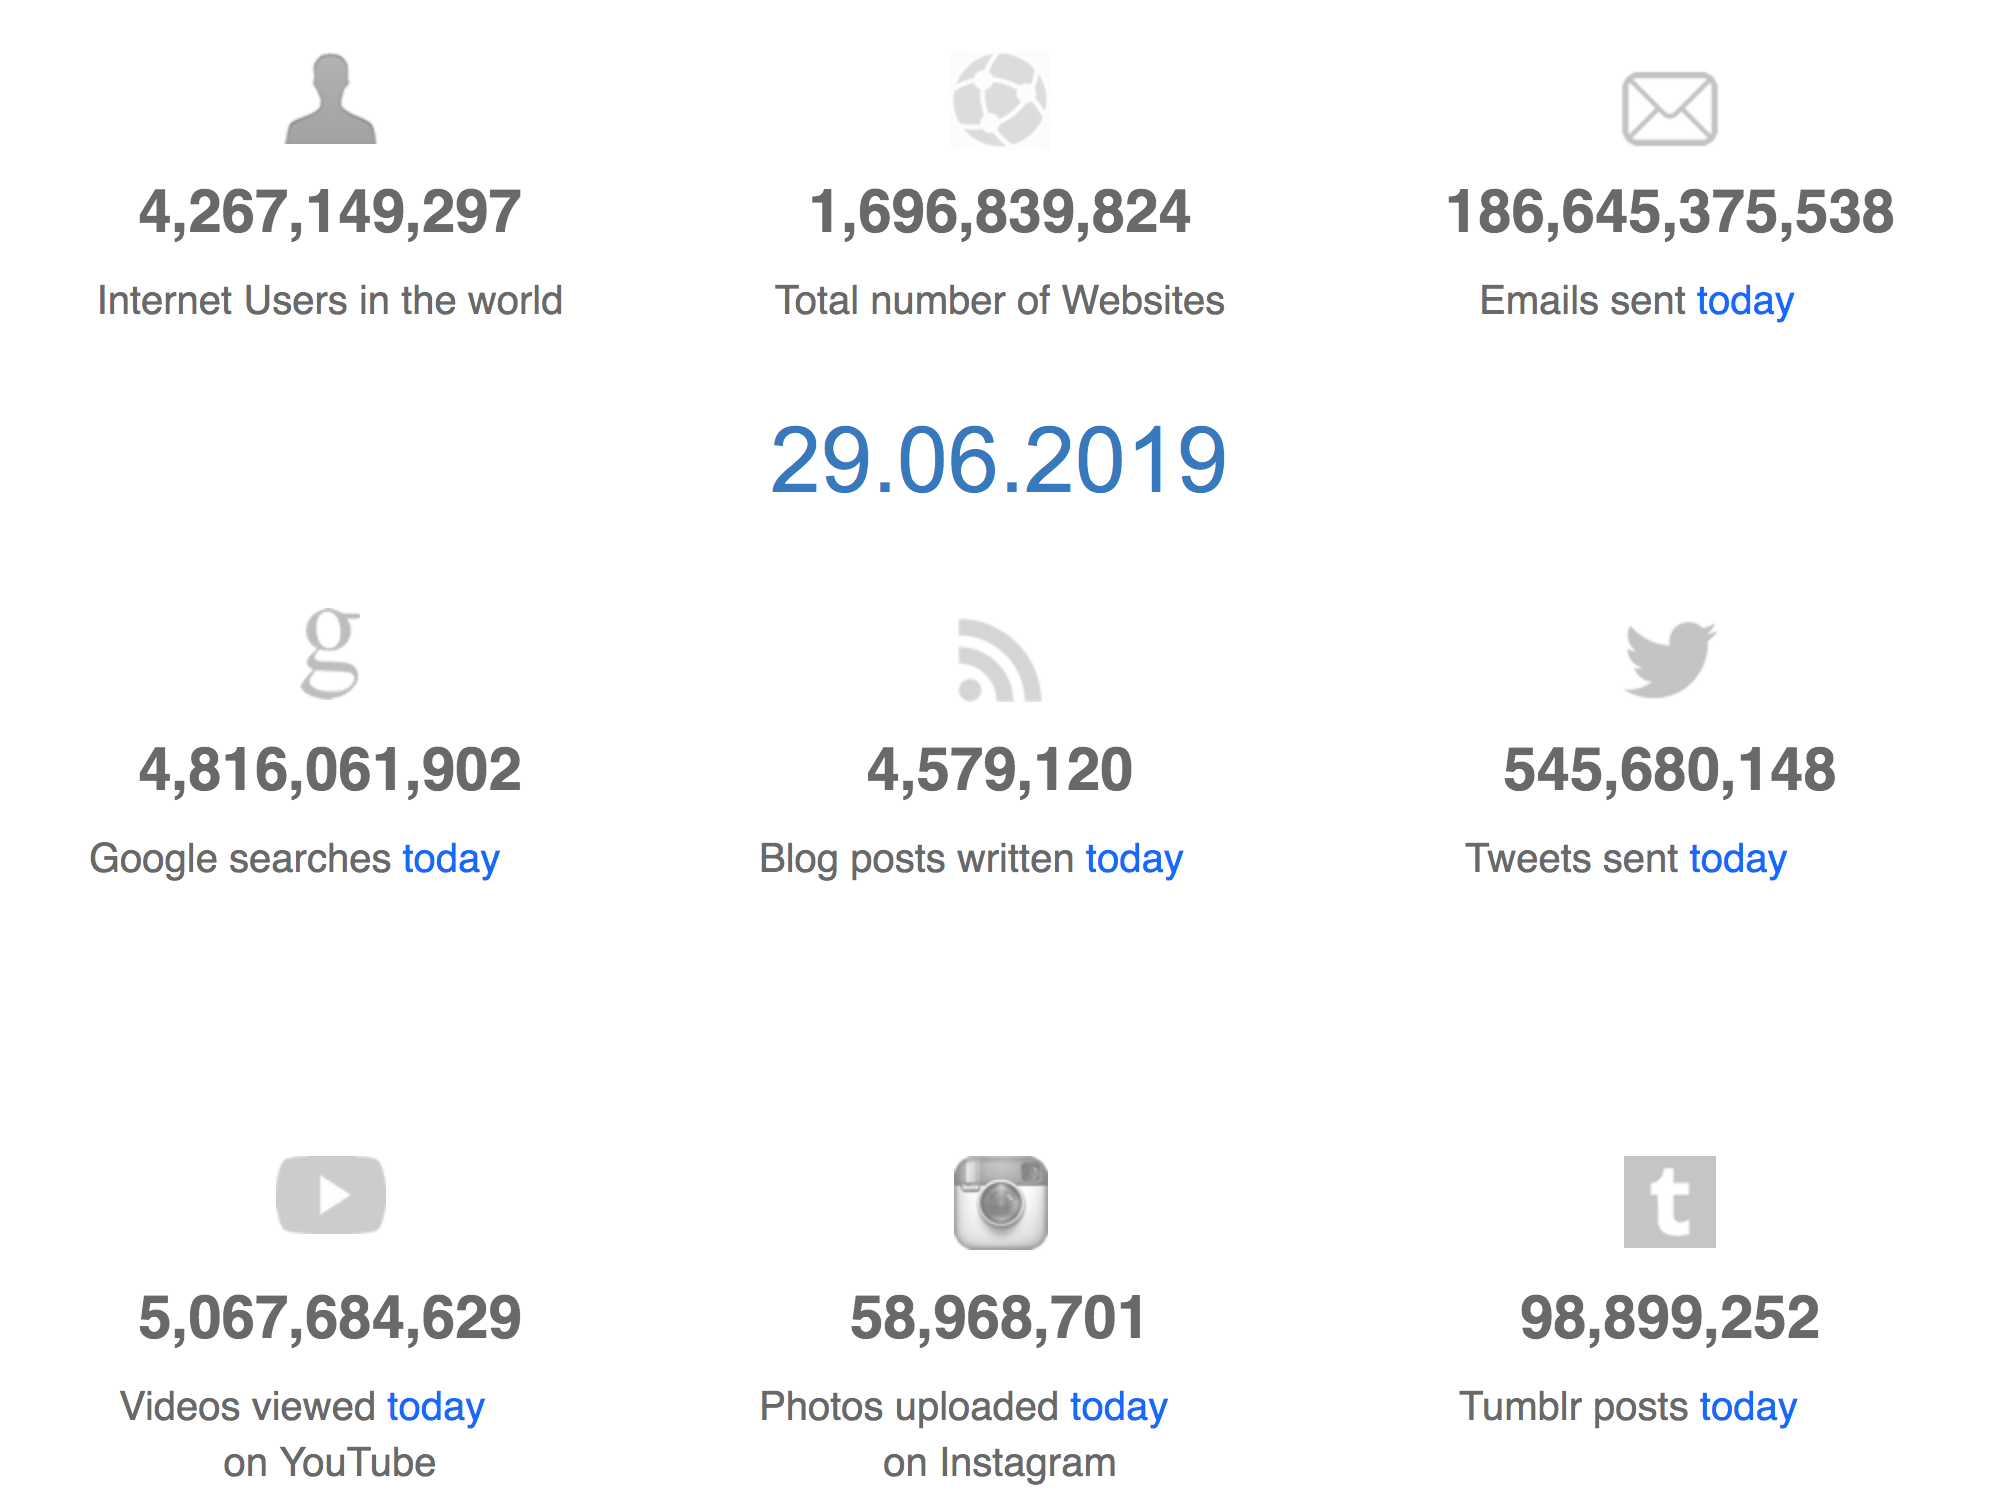 4,267,149,297
Internet Users in the world
1,696,839,824
Total number of Websites
186,645,375,538
Emails sent today
29.06.2019
g
4,816,061,902
Google searches today
4,579,120
Blog posts written today
545,680,148
Tweets sent today
5,067,684,629
Videos viewed today
on YouTube
58,968,701
Photos uploaded today
on Instagram
t
98,899,252
Tumblr posts today